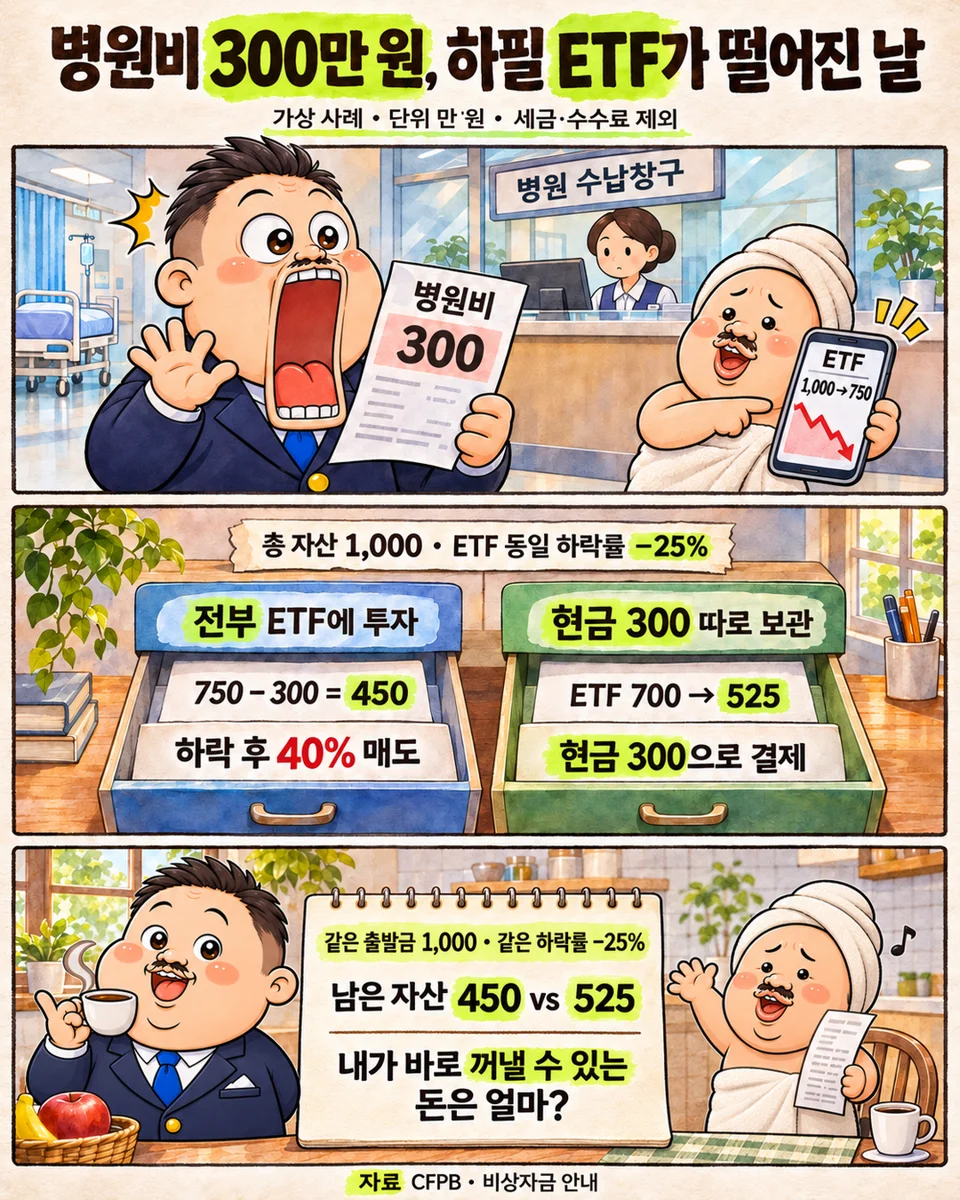 병원비 300만 원, 하필 ETF가 떨어진 날
가상 사례 • 단위 만 원 • 세금·수수료 제외
병원 수납창구
병원비
300
ETF
1,000→750
총 자산 1,000 • ETF 동일 하락률 –25%
전부 ETF에 투자
750 – 300 = 450
하락 후 40% 매도
현금 300 따로 보관
ETF 700 → 525
현금 300으로 결제
같은 출발금 1,000 • 같은 하락률 –25%
남은 자산 450 vs 525
내가 바로 꺼낼 수 있는
돈은 얼마?
자료 CFPB • 비상자금 안내